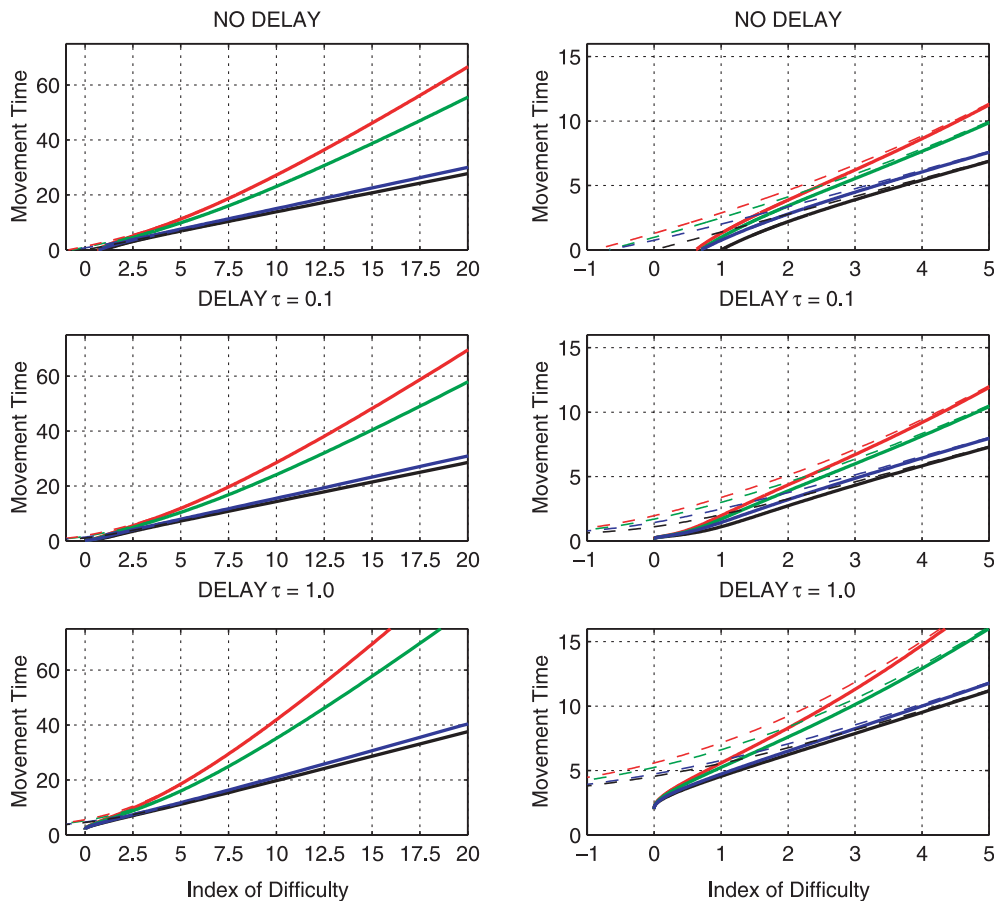 NO DELAY
NO DELAY
Movement Time
60
40
20
0
0 2.5 5 7.5 10 12.5 15 17.5 20
Movement Time
15
10
5
0
−1 0 1 2 3 4 5
DELAY τ = 0.1
DELAY τ = 0.1
Movement Time
60
40
20
0
0 2.5 5 7.5 10 12.5 15 17.5 20
Movement Time
15
10
5
0
−1 0 1 2 3 4 5
DELAY τ = 1.0
DELAY τ = 1.0
Movement Time
60
40
20
0
0 2.5 5 7.5 10 12.5 15 17.5 20
Index of Difficulty
Movement Time
15
10
5
0
−1 0 1 2 3 4 5
Index of Difficulty